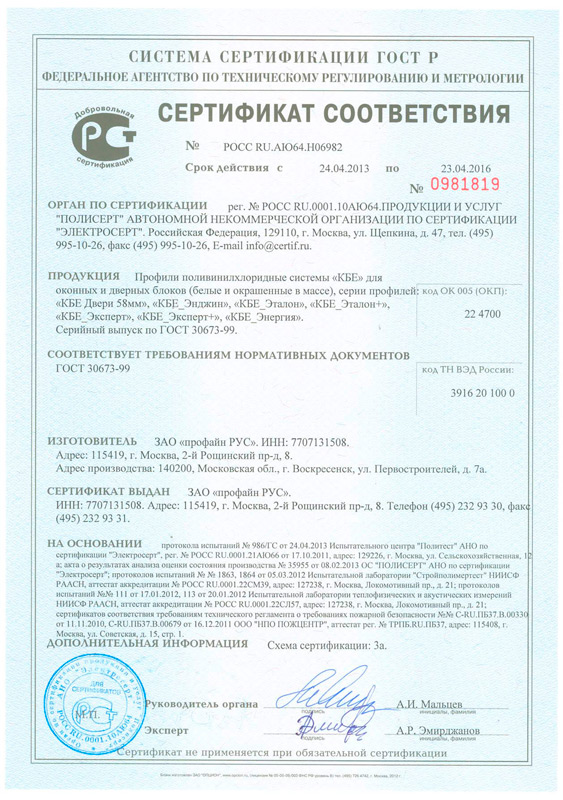 СИСТЕМА СЕРТИФИКАЦИИ ГОСТ Р
ФЕДЕРАЛЬНОЕ АГЕНТСТВО ПО ТЕХНИЧЕСКОМУ РЕГУЛИРОВАНИЮ И МЕТРОЛОГИИ
Добровольная
РСТ
сертификация
СЕРТИФИКАТ СООТВЕТСТВИЯ
№ РОСС RU.АЮ64.Н06982
Срок действия с 24.04.2013 по 23.04.2016
№ 0981819
ОРГАН ПО СЕРТИФИКАЦИИ рег. № РОСС RU.0001.10АЮ64.ПРОДУКЦИИ И УСЛУГ
"ПОЛИСЕРТ" АВТОНОМНОЙ НЕКОММЕРЧЕСКОЙ ОРГАНИЗАЦИИ ПО СЕРТИФИКАЦИИ
"ЭЛЕКТРОСЕРТ". Российская Федерация, 129110, г. Москва, ул. Щепкина, д. 47, тел. (495)
995-10-26, факс (495) 995-10-26, E-mail info@certif.ru.
ПРОДУКЦИЯ Профили поливинилхлоридные системы «КБЕ» для
оконных и дверных блоков (белые и окрашенные в массе), серии профилей:
«КБЕ Двери 58мм», «КБЕ_Энджин», «КБЕ_Эталон», «КБЕ_Эталон+»,
«КБЕ_Эксперт», «КБЕ_Эксперт+», «КБЕ_Энергия».
Серийный выпуск по ГОСТ 30673-99.
код ОК 005 (ОКП):
22 4700
СООТВЕТСТВУЕТ ТРЕБОВАНИЯМ НОРМАТИВНЫХ ДОКУМЕНТОВ
ГОСТ 30673-99
код ТН ВЭД России:
3916 20 100 0
ИЗГОТОВИТЕЛЬ ЗАО «профайн РУС». ИНН: 7707131508.
Адрес: 115419, г. Москва, 2-й Рощинский пр-д, 8.
Адрес производства: 140200, Московская обл., г. Воскресенск, ул. Первостроителей, д. 7а.
СЕРТИФИКАТ ВЫДАН ЗАО «профайн РУС».
ИНН: 7707131508. Адрес: 115419, г. Москва, 2-й Рощинский пр-д, 8. Телефон (495) 232 93 30, факс
(495) 232 93 31.
НА ОСНОВАНИИ протокола испытаний № 986/ГС от 24.04.2013 Испытательного центра "Политест" АНО по
сертификации "Электросерт", рег. № РОСС RU.0001.21АЮ66 от 17.10.2011, адрес: 129226, г. Москва, ул. Сельскохозяйственная, 12
а; акта о результатах анализа оценки состояния производства № 35955 от 08.02.2013 ОС "ПОЛИСЕРТ" АНО по сертификации
"Электросерт"; протоколов испытаний № № 1863, 1864 от 05.03.2012 Испытательной лаборатории "Стройполимертест" НИИСФ
РААСН, аттестат аккредитации № РОСС RU.0001.22СМ39, адрес: 127238, г. Москва, Локомотивный пр., д. 21; протоколов
испытаний №№ 111 от 17.01.2012, 113 от 20.01.2012 Испытательной лаборатории теплофизических и акустических измерений
НИИСФ РААСН, аттестат аккредитации № РОСС RU.0001.22СЛ57, адрес: 127238, г. Москва, Локомотивный пр., д. 21;
сертификатов соответствия требованиям технического регламента о требованиях пожарной безопасности №№ C-RU.ПБ37.В.00330
от 11.11.2010, C-RU.ПБ37.В.00679 от 16.12.2011 ООО "НПО ПОЖЦЕНТР", аттестат рег. № ТРПБ.RU.ПБ37, адрес: 115408, г.
Москва, ул. Советская, д. 15, стр. 1.
ДОПОЛНИТЕЛЬНАЯ ИНФОРМАЦИЯ Схема сертификации: 3а.
ДЛЯ
СЕРТИФИКАТОВ
М.П.
Руководитель органа А.И. Мальцев
подпись инициалы, фамилия
Эксперт А.Р. Эмирджанов
подпись инициалы, фамилия
Сертификат не применяется при обязательной сертификации